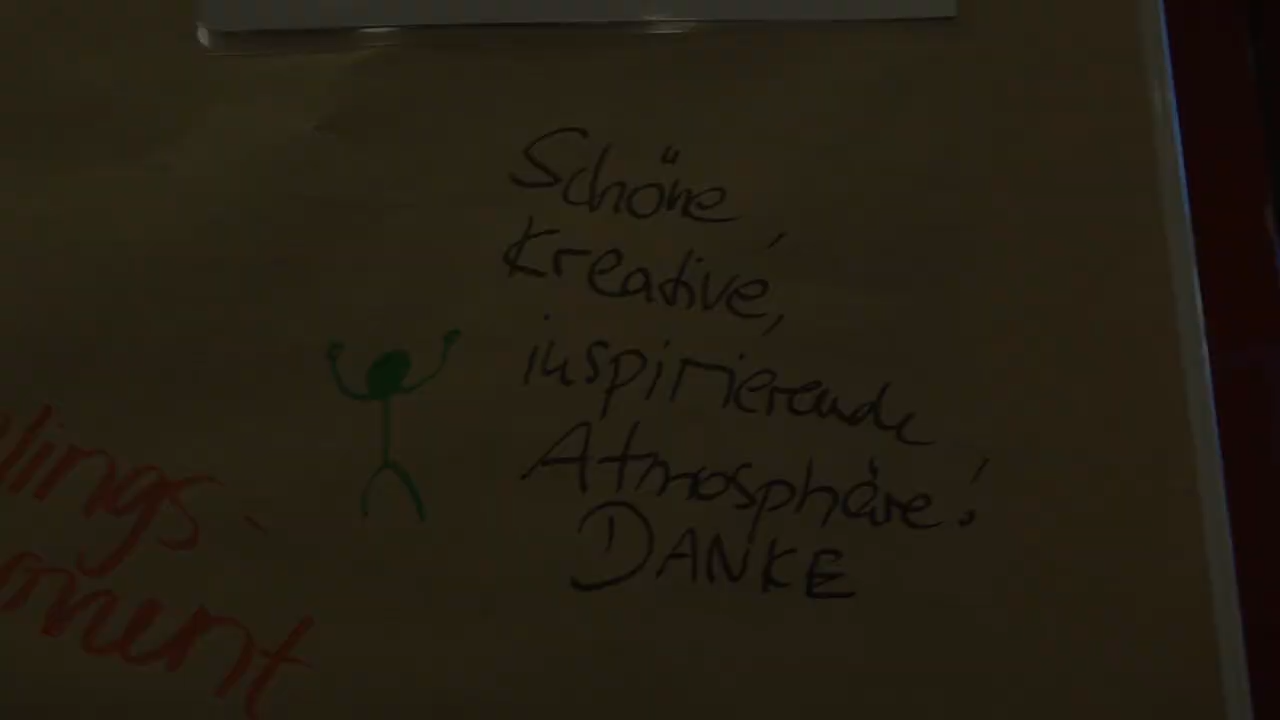 Schöne
kreative,
inspirierende
Atmosphäre!
DANKE